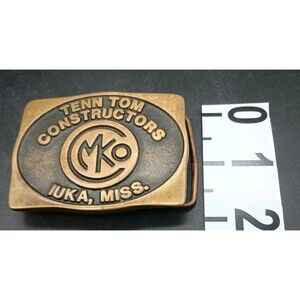 TENN TOM
CONSTRUCTORS
CMKO
IUKA, MISS.
0
1
2